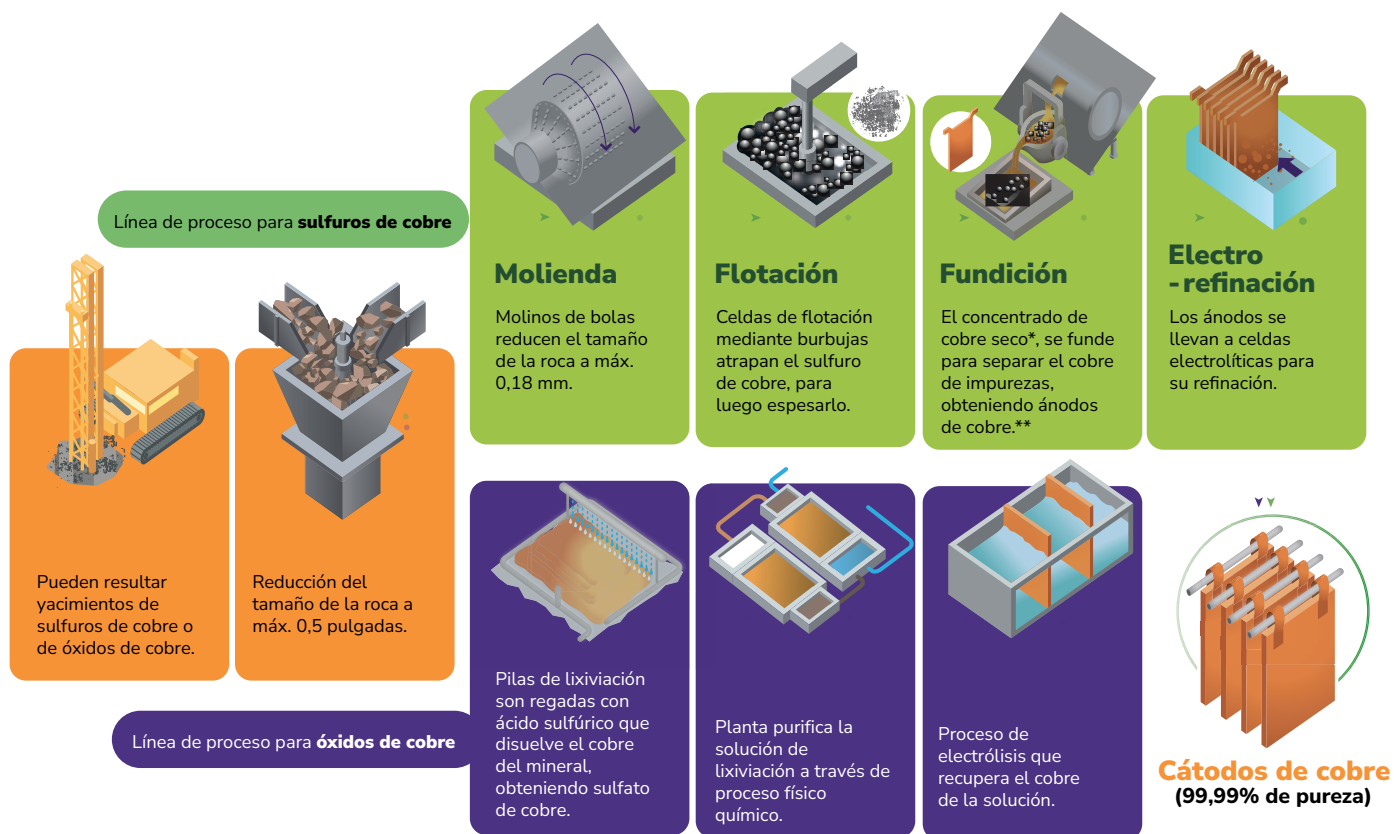 Línea de proceso para sulfuros de cobre
Pueden resultar
yacimientos de
sulfuros de cobre o
de óxidos de cobre.
Reducción del
tamaño de la roca a
máx. 0,5 pulgadas.
Molienda
Molinos de bolas
reducen el tamaño
de la roca a máx.
0,18 mm.
Flotación
Celdas de flotación
mediante burbujas
atrapan el sulfuro
de cobre, para
luego espesarlo.
Fundición
El concentrado de
cobre seco*, se funde
para separar el cobre
de impurezas,
obteniendo ánodos
de cobre.**
Electro
-refinación
Los ánodos se
llevan a celdas
electrolíticas para
su refinación.
Línea de proceso para óxidos de cobre
Pilas de lixiviación
son regadas con
ácido sulfúrico que
disuelve el cobre
del mineral,
obteniendo sulfato
de cobre.
Planta purifica la
solución de
lixiviación a través de
proceso físico
químico.
Proceso de
electrólisis que
recupera el cobre
de la solución.
Cátodos de cobre
(99,99% de pureza)